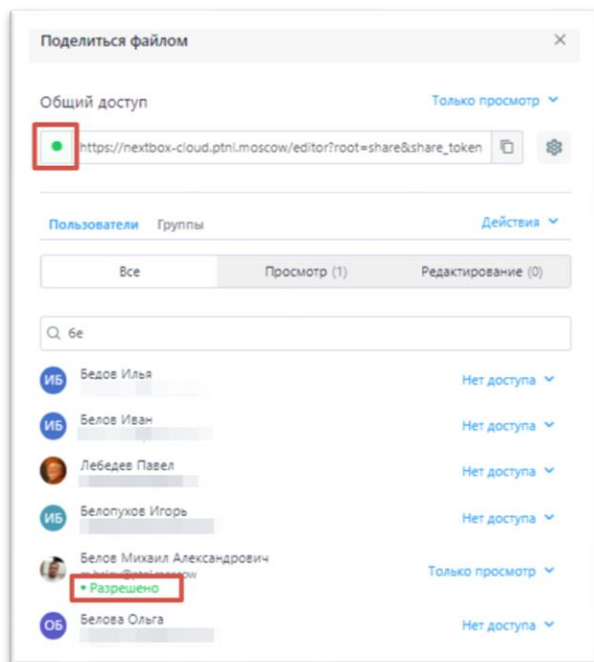 Поделиться файлом
Общий доступ
Только просмотр
https://nextbox-cloud.ptnl.moscow/editor?root=share&share_token
Пользователи Группы
Действия
Все Просмотр (1) Редактирование (0)
бе
ИБ Бедов Илья
Нет доступа
ИБ Белов Иван
Нет доступа
Лебедев Павел
Нет доступа
ИБ Белопухов Игорь
Нет доступа
Белов Михаил Александрович
Только просмотр
• Разрешено
ОБ Белова Ольга
Нет доступа